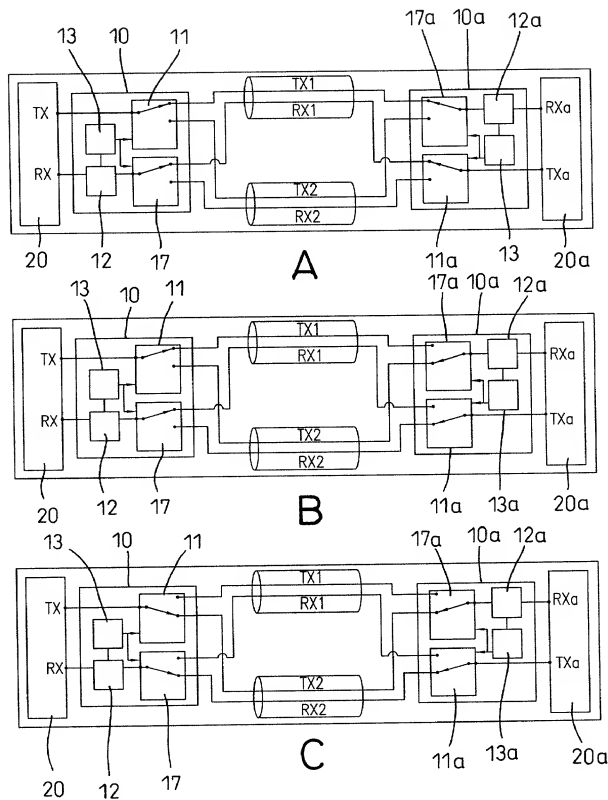 13 10 11 17a 10a 12a
TX TX1 RXa
RX1
RX TX2 TXa
RX2
20 12 17 A 11a 13 20a
13 10 11 17a 10a 12a
TX TX1 RXa
RX1
RX TX2 TXa
RX2
20 12 17 B 11a 13a 20a
13 10 11 17a 10a 12a
TX TX1 RXa
RX1
RX TX2 TXa
RX2
20 12 17 C 11a 13a 20a